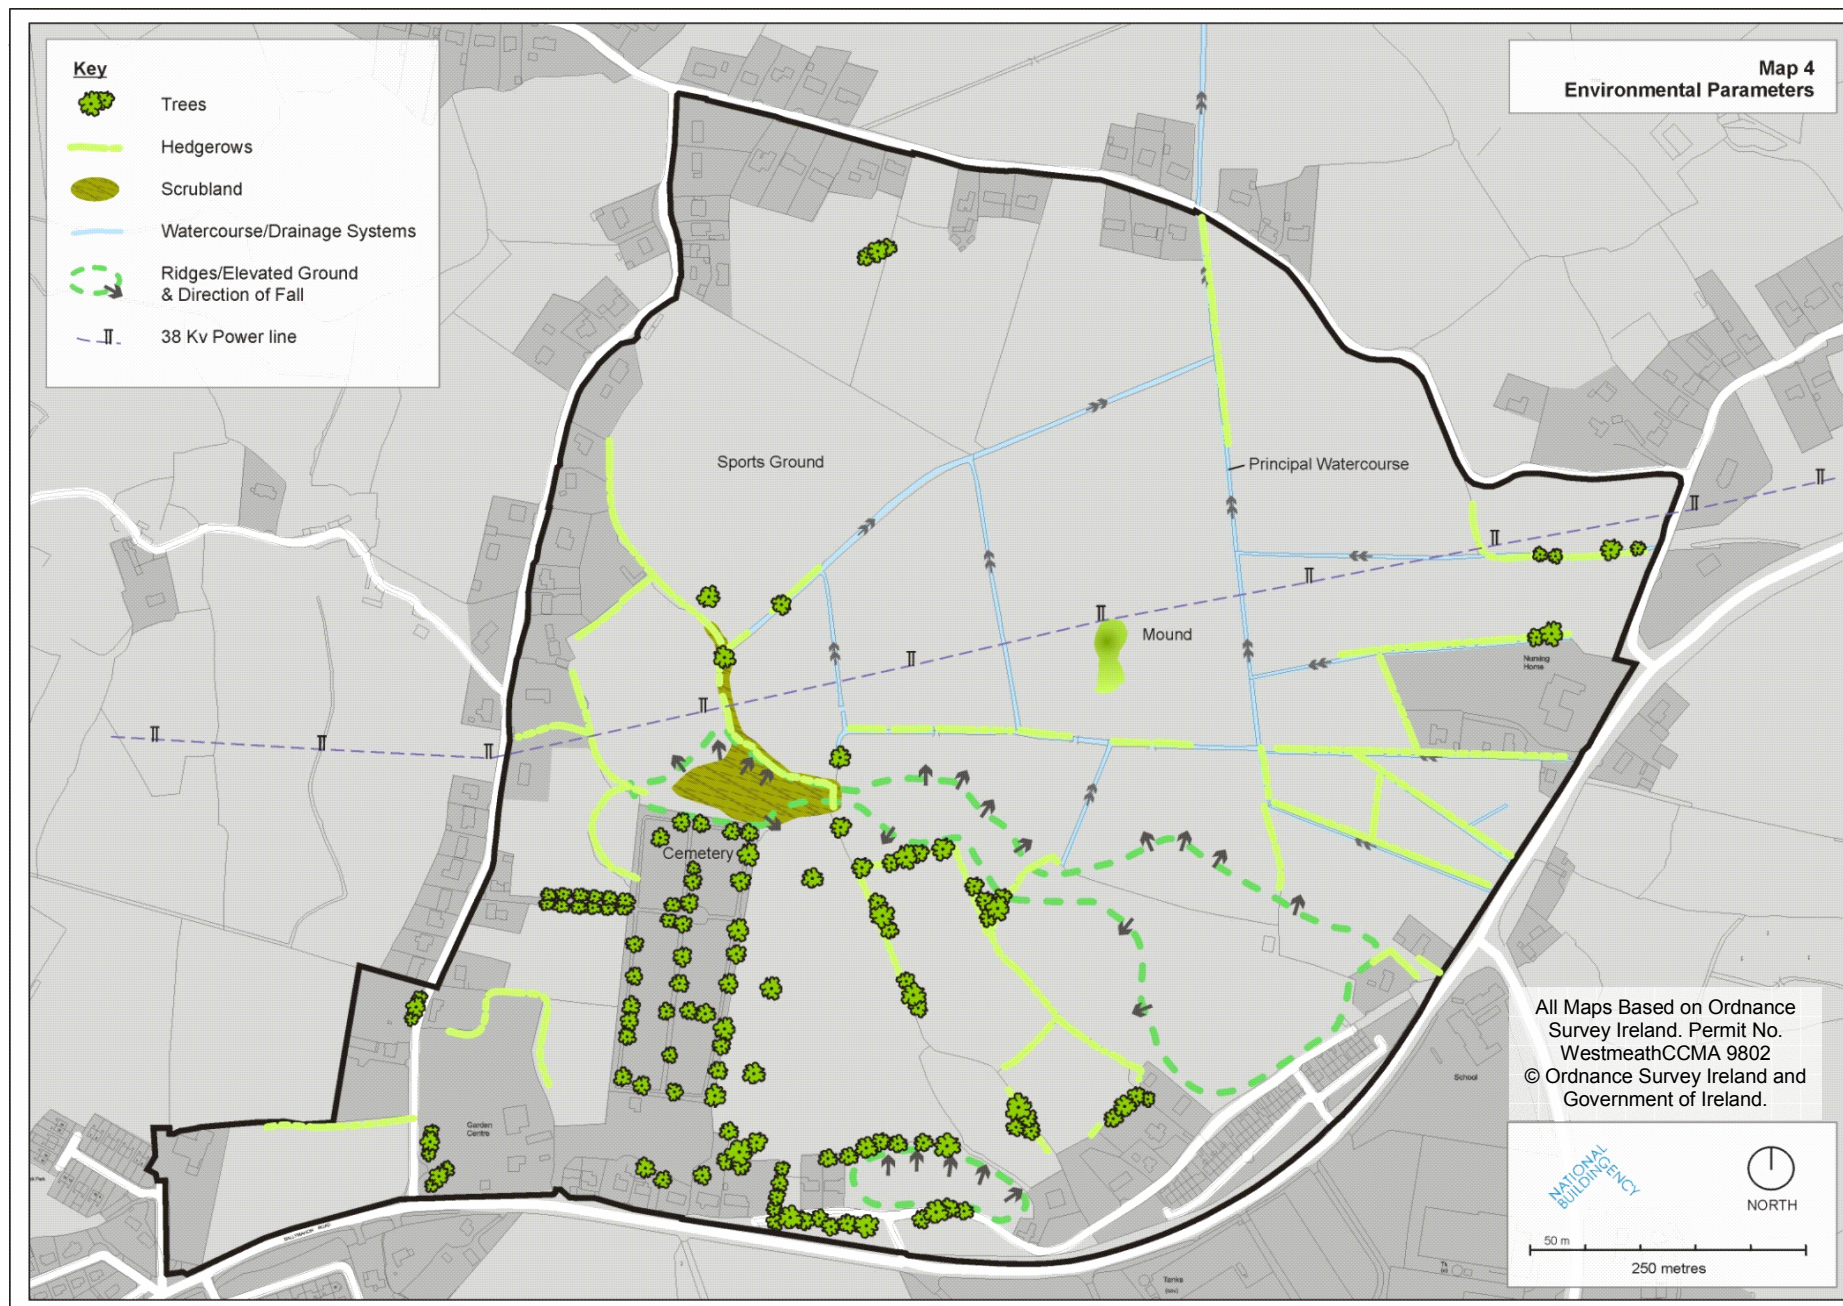 Key
Trees
Hedgerows
Scrubland
Watercourse/Drainage Systems
Ridges/Elevated Ground
& Direction of Fall
38 Kv Power line
Map 4
Environmental Parameters
Sports Ground
Principal Watercourse
Mound
Nursing
Home
Cemetery
Garden
Centre
School
Tanks
All Maps Based on Ordnance
Survey Ireland. Permit No.
WestmeathCCMA 9802
© Ordnance Survey Ireland and
Government of Ireland.
NATIONAL
BUILDING
AGENCY
NORTH
50 m
250 metres